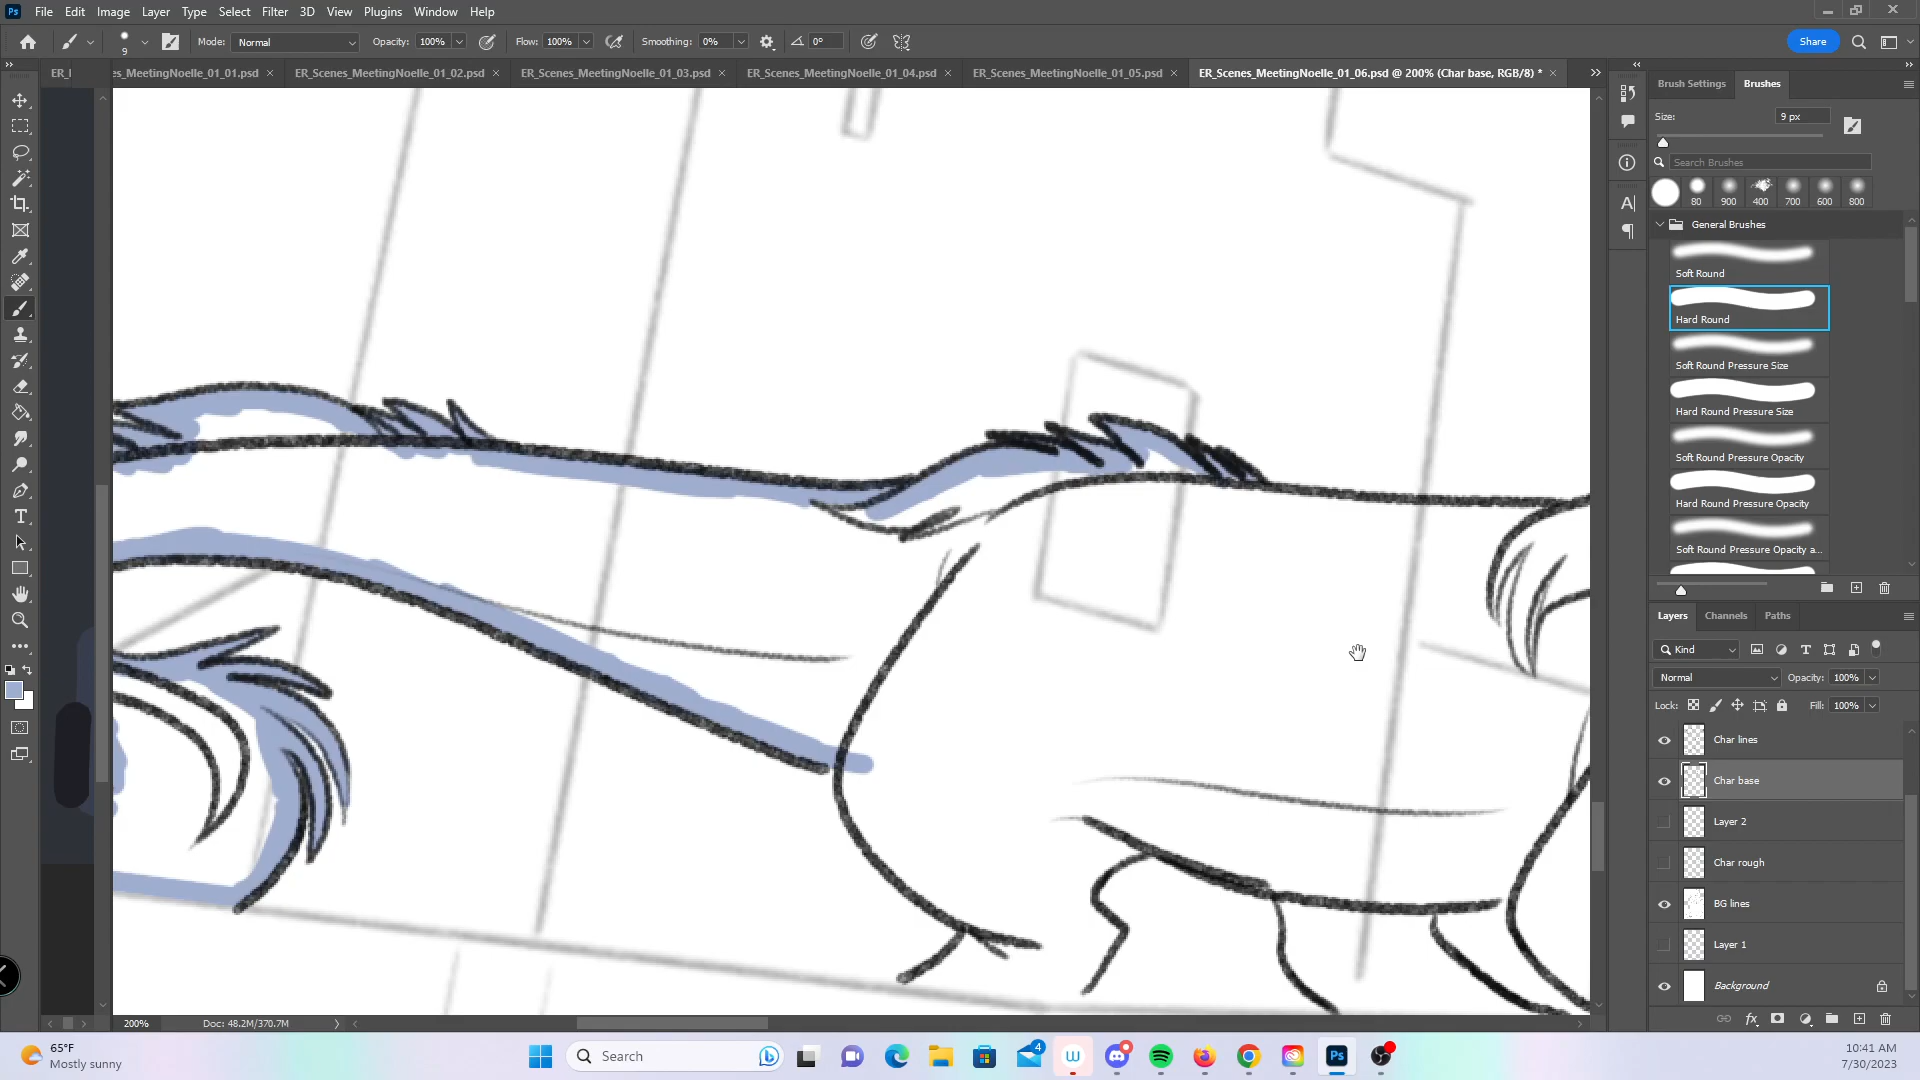 Ps File Edit Image Layer Type Select Filter 3D View Plugins Window Help
9 Mode: Normal Opacity: 100% Flow: 100% Smoothing: 0% 0° Share
ER_I es_MeetingNoelle_01_01.psd ER_Scenes_MeetingNoelle_01_02.psd ER_Scenes_MeetingNoelle_01_03.psd ER_Scenes_MeetingNoelle_01_04.psd ER_Scenes_MeetingNoelle_01_05.psd ER_Scenes_MeetingNoelle_01_06.psd @ 200% (Char base, RGB/8) *
Brush Settings Brushes
Size: 9 px
Search Brushes
80 900 400 700 600 800
General Brushes
Soft Round
Hard Round
Soft Round Pressure Size
Hard Round Pressure Size
Soft Round Pressure Opacity
Hard Round Pressure Opacity
Soft Round Pressure Opacity a...
Layers Channels Paths
Kind
Normal Opacity: 100%
Lock: Fill: 100%
Char lines
Char base
Layer 2
Char rough
BG lines
Layer 1
Background
200% Doc: 48.2M/370.7M
65°F
Mostly sunny
Search
4
Ps
10:41 AM
7/30/2023